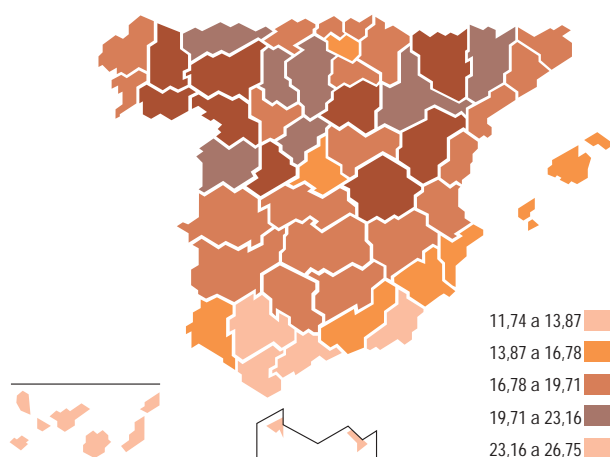 11,74 a 13,87
13,87 a 16,78
16,78 a 19,71
19,71 a 23,16
23,16 a 26,75